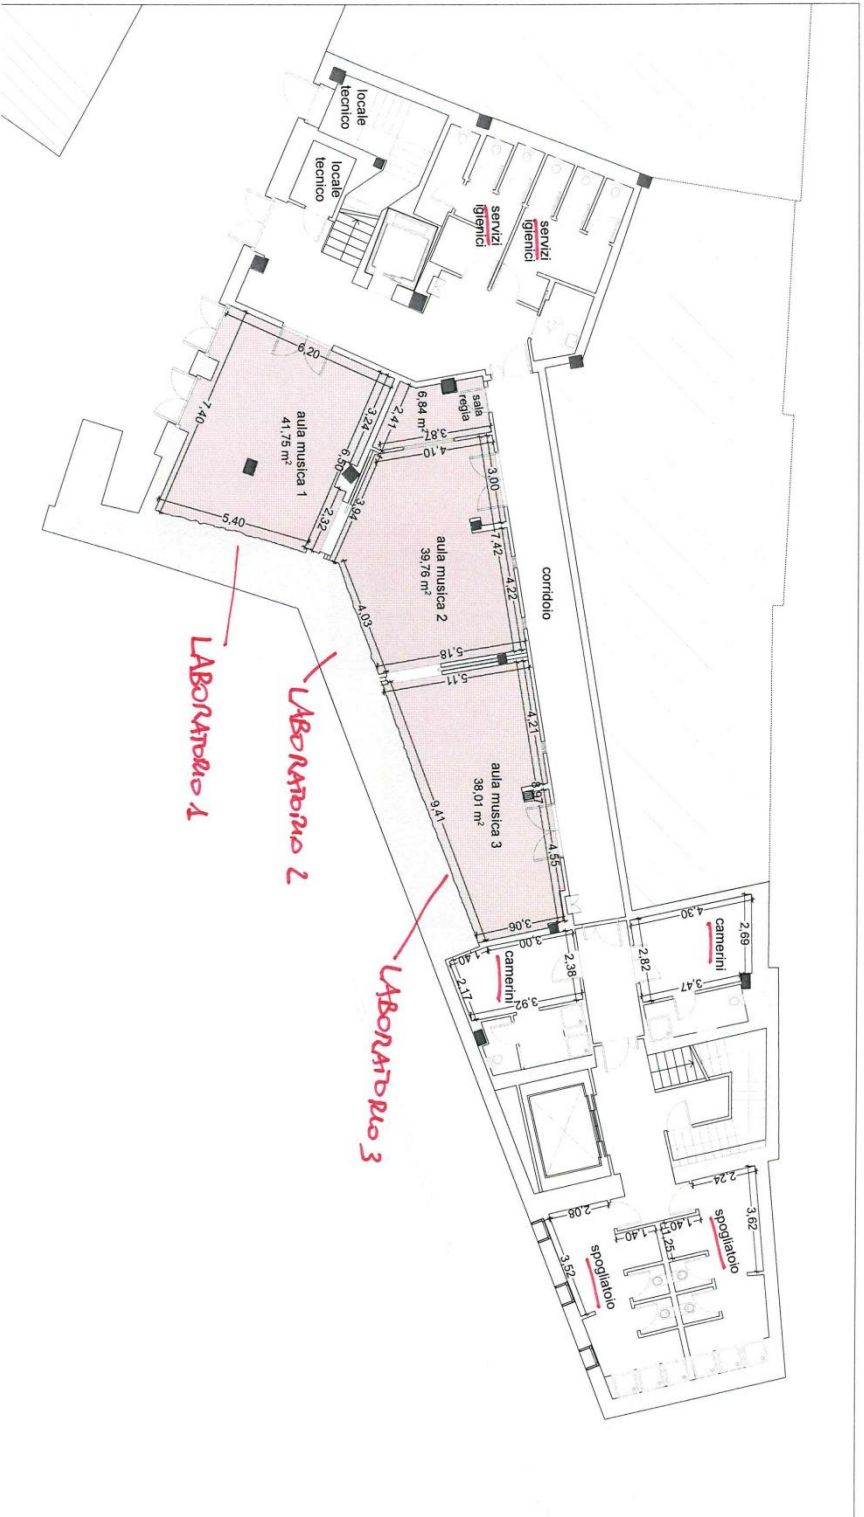 locale
tecnico
locale
tecnico
servizi
igienici
servizi
igienici
6,20
7,40
aula musica 1
41,75 m²
3,24
6,50
2,32
5,40
2,41
6,84 m²
sala
regia
3,87
4,10
3,00
3,94
7,42
aula musica 2
39,76 m²
4,22
4,03
5,18
5,11
corridoio
4,21
8,97
aula musica 3
38,01 m²
4,55
9,41
3,06
3,00
1,40
camerini
2,38
2,17
3,92
4,30
camerini
2,69
2,82
3,47
2,24
3,62
spogliatoio
1,40
1,25
1,40
2,08
spogliatoio
3,52
LABORATORIO 1
LABORATORIO 2
LABORATORIO 3